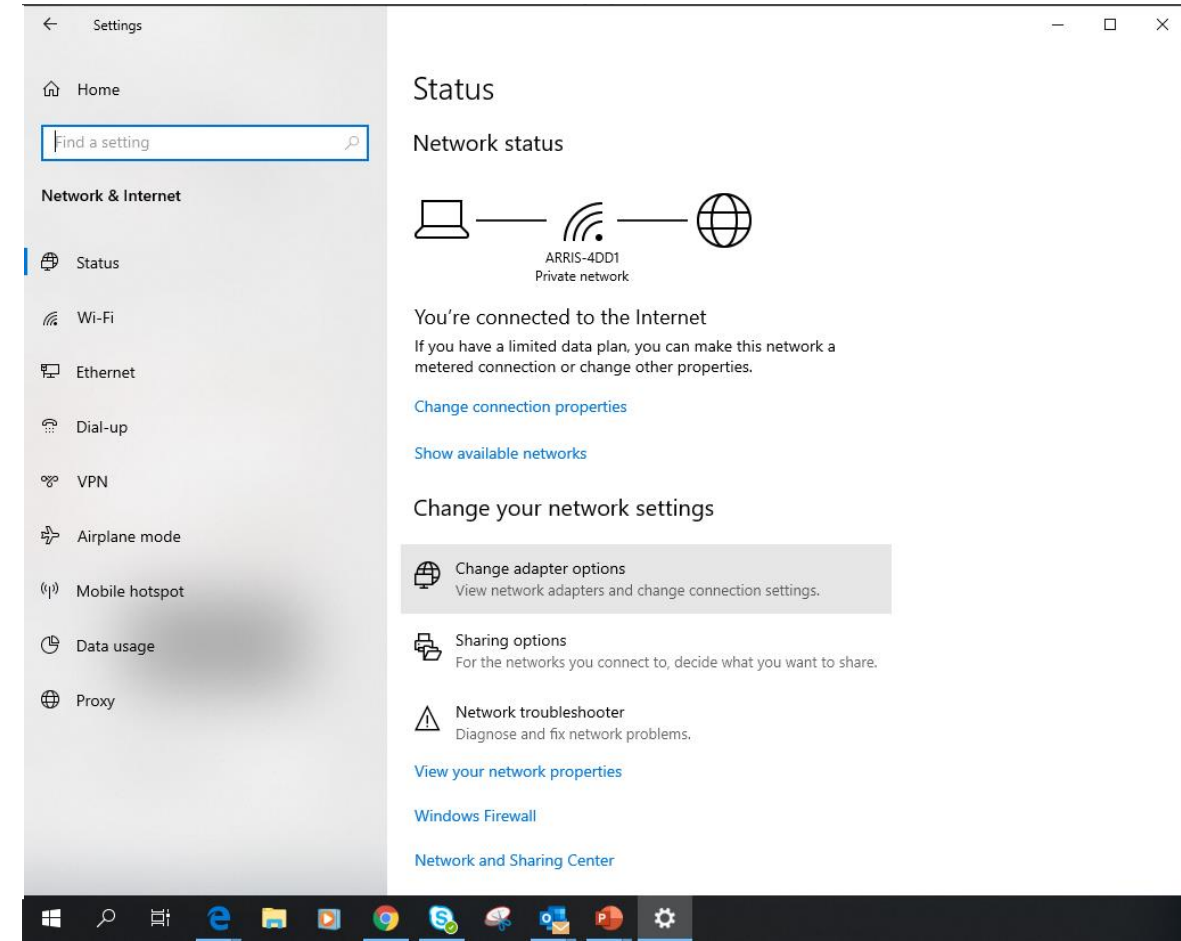 Settings
Home
Find a setting
Network & Internet
Status
Wi-Fi
Ethernet
Dial-up
VPN
Airplane mode
Mobile hotspot
Data usage
Proxy
Status
Network status
ARRIS-4DD1
Private network
You're connected to the Internet
If you have a limited data plan, you can make this network a
metered connection or change other properties.
Change connection properties
Show available networks
Change your network settings
Change adapter options
View network adapters and change connection settings.
Sharing options
For the networks you connect to, decide what you want to share.
Network troubleshooter
Diagnose and fix network problems.
View your network properties
Windows Firewall
Network and Sharing Center